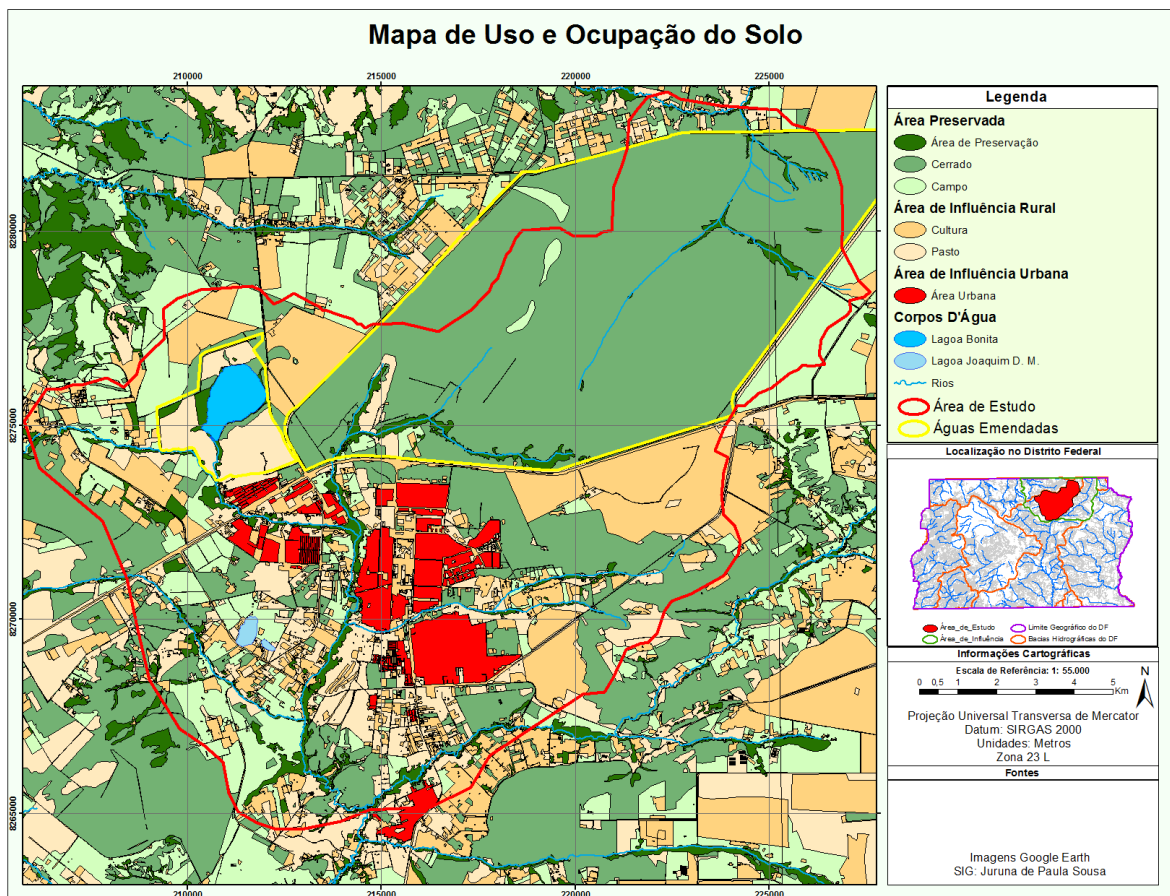 Mapa de Uso e Ocupação do Solo
210000 215000 220000 225000
8280000
8275000
8270000
8265000
210000 215000 220000 225000
Legenda
Área Preservada
Área de Preservação
Cerrado
Campo
Área de Influência Rural
Cultura
Pasto
Área de Influência Urbana
Área Urbana
Corpos D'Água
Lagoa Bonita
Lagoa Joaquim D. M.
Rios
Área de Estudo
Águas Emendadas
Localização no Distrito Federal
Área_de_Estudo
Limite Geográfico do DF
Área_de_Influência
Bacias Hidrográficas do DF
Informações Cartográficas
Escala de Referência: 1: 55.000
N
0 0,5 1 2 3 4 5
Km
Projeção Universal Transversa de Mercator
Datum: SIRGAS 2000
Unidades: Metros
Zona 23 L
Fontes
Imagens Google Earth
SIG: Juruna de Paula Sousa